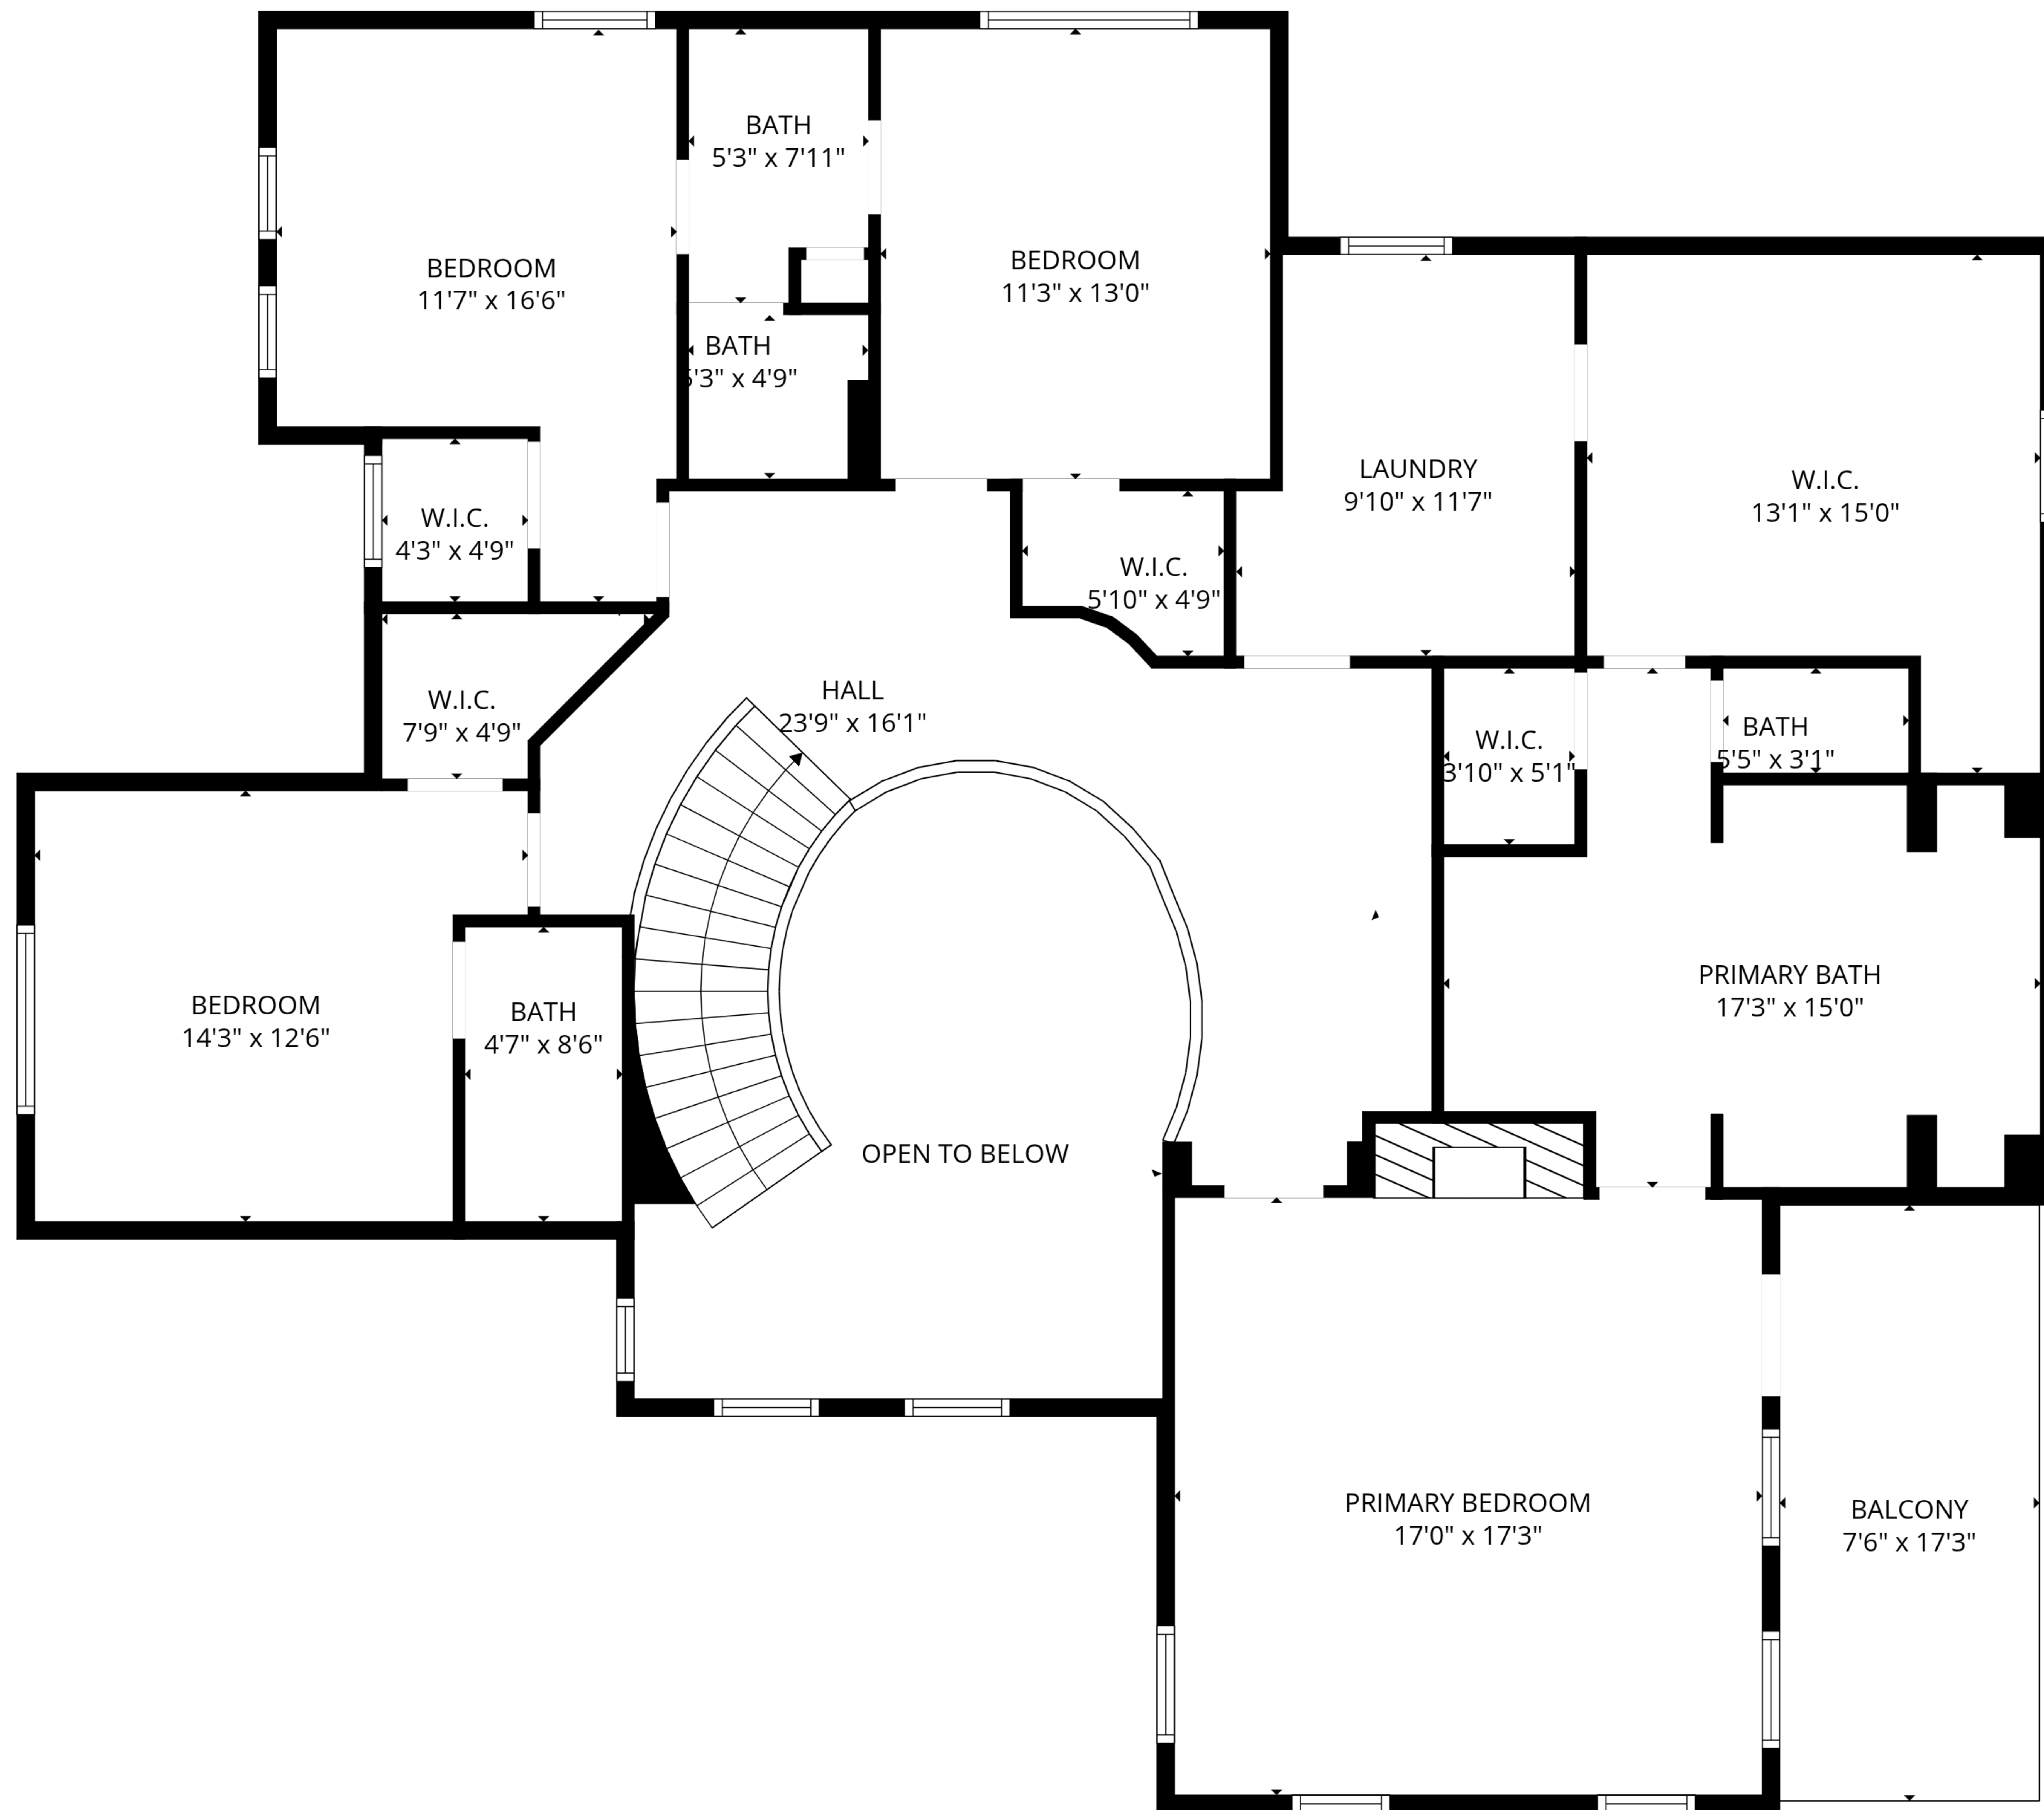 BATH
5'3" x 7'11"
BEDROOM
11'7" x 16'6"
BEDROOM
11'3" x 13'0"
BATH
5'3" x 4'9"
LAUNDRY
9'10" x 11'7"
W.I.C.
13'1" x 15'0"
W.I.C.
4'3" x 4'9"
W.I.C.
5'10" x 4'9"
W.I.C.
7'9" x 4'9"
HALL
23'9" x 16'1"
W.I.C.
3'10" x 5'1"
BATH
5'5" x 3'1"
BEDROOM
14'3" x 12'6"
BATH
4'7" x 8'6"
PRIMARY BATH
17'3" x 15'0"
OPEN TO BELOW
PRIMARY BEDROOM
17'0" x 17'3"
BALCONY
7'6" x 17'3"